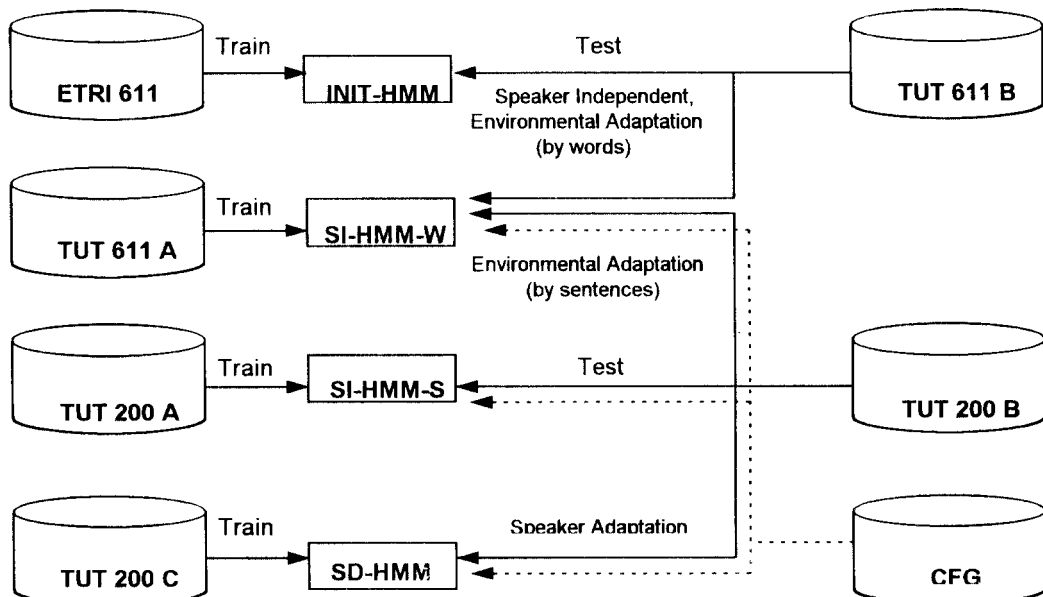 Train
Test
ETRI 611
INIT-HMM
TUT 611 B
Speaker Independent,
Environmental Adaptation
(by words)
Train
TUT 611 A
SI-HMM-W
Environmental Adaptation
(by sentences)
Train
Test
TUT 200 A
SI-HMM-S
TUT 200 B
Train
Speaker Adaptation
TUT 200 C
SD-HMM
CFG